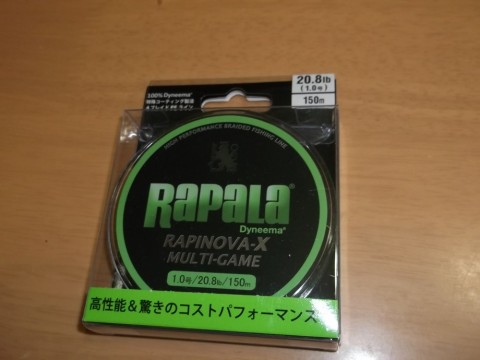 100% Dyneema®
特殊コーティング製法
4ブレイド PE ライン
20.8lb
(1.0号)
150m
HIGH PERFORMANCE BRAIDED FISHING LINE
RAPALA®
Dyneema®
RAPINOVA-X
MULTI-GAME
1.0号/20.8lb/150m
高性能&驚きのコストパフォーマンス